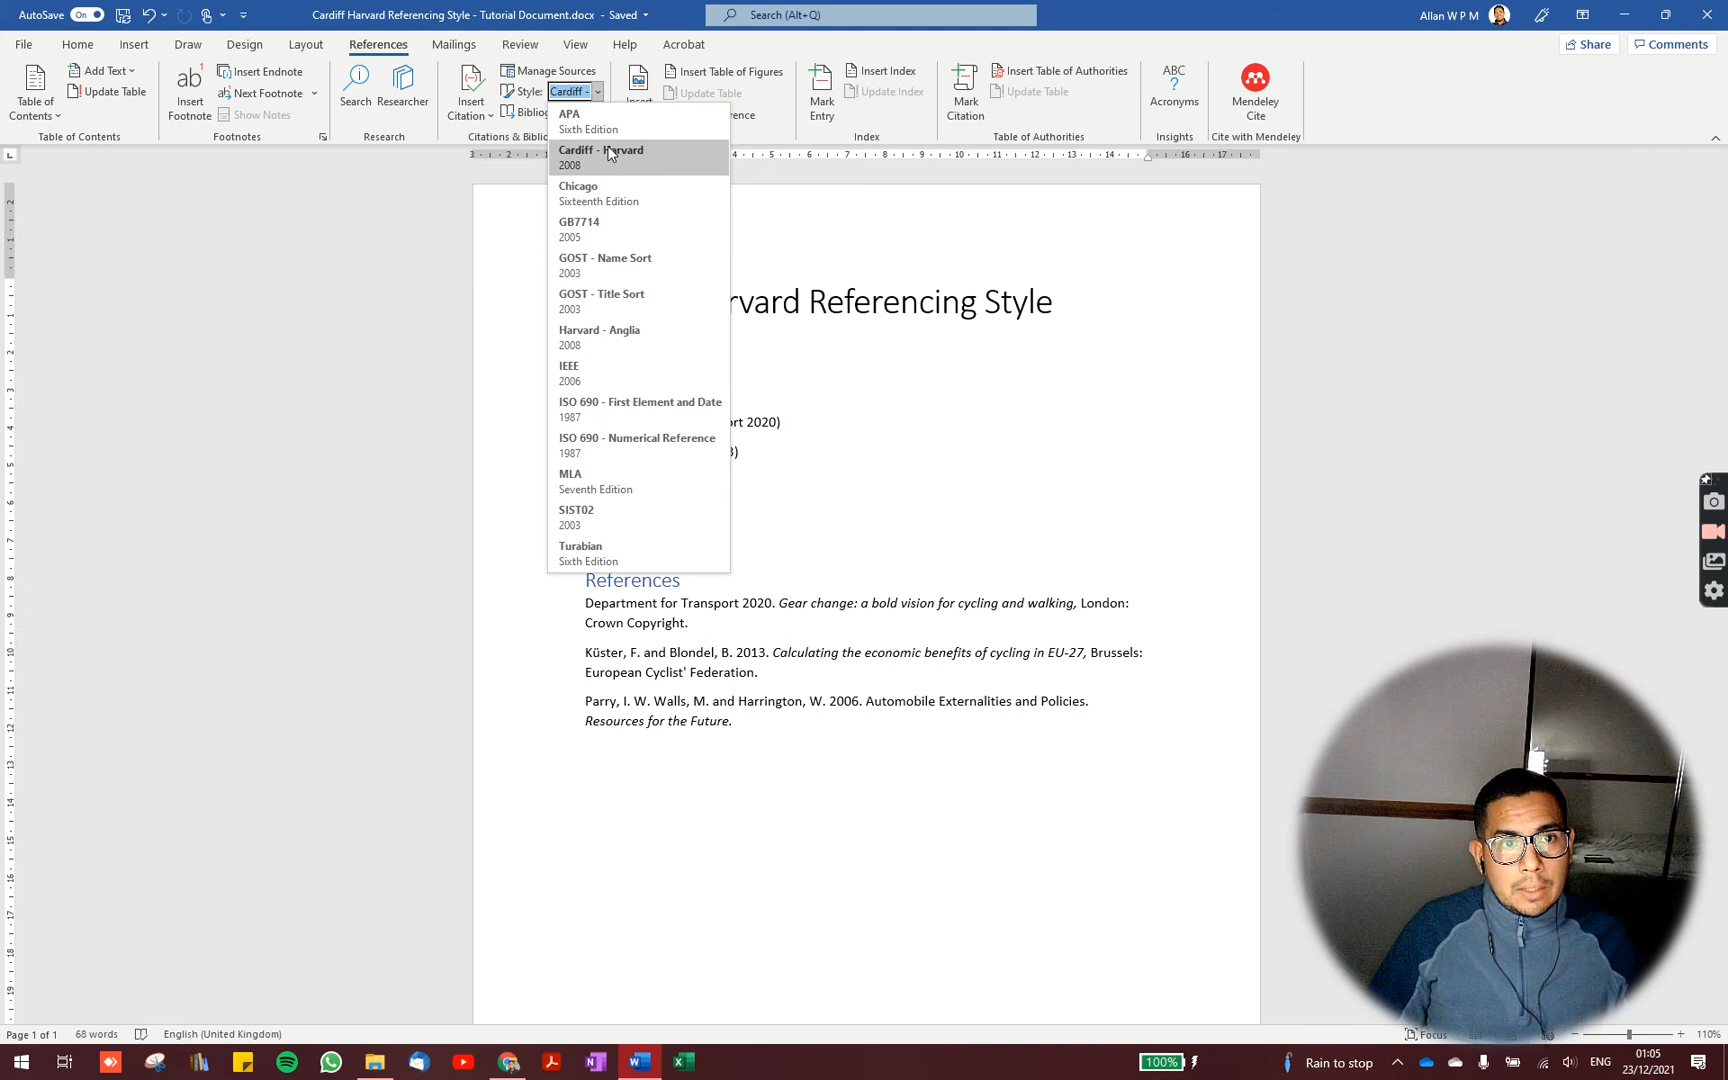 AutoSave On Cardiff Harvard Referencing Style - Tutorial Document.docx - Saved Search (Alt+Q) Allan W P M
File Home Insert Draw Design Layout References Mailings Review View Help Acrobat Share Comments
Table of Contents
Add Text
Update Table
Table of Contents
ab¹ Insert Footnote
Insert Endnote
Next Footnote
Show Notes
Footnotes
Search Researcher
Research
Insert Citation
Manage Sources
Style: Cardiff -
Citations &
Insert Table of Figures
Update Table
Mark Entry
Insert Index
Update Index
Index
Mark Citation
Insert Table of Authorities
Update Table
Table of Authorities
ABC
Acronyms
Insights
Mendeley Cite
Cite with Mendeley
APA
Sixth Edition
Cardiff - Harvard
2008
Chicago
Sixteenth Edition
GB7714
2005
GOST - Name Sort
2003
GOST - Title Sort
2003
Harvard - Anglia
2008
IEEE
2006
ISO 690 - First Element and Date
1987
ISO 690 - Numerical Reference
1987
MLA
Seventh Edition
SIST02
2003
Turabian
Sixth Edition
rvard Referencing Style
ort 2020)
3)
References
Department for Transport 2020. Gear change: a bold vision for cycling and walking, London:
Crown Copyright.
Küster, F. and Blondel, B. 2013. Calculating the economic benefits of cycling in EU-27, Brussels:
European Cyclist' Federation.
Parry, I. W. Walls, M. and Harrington, W. 2006. Automobile Externalities and Policies.
Resources for the Future.
Page 1 of 1 68 words English (United Kingdom) Focus 110%
100% Rain to stop ENG 01:05
23/12/2021